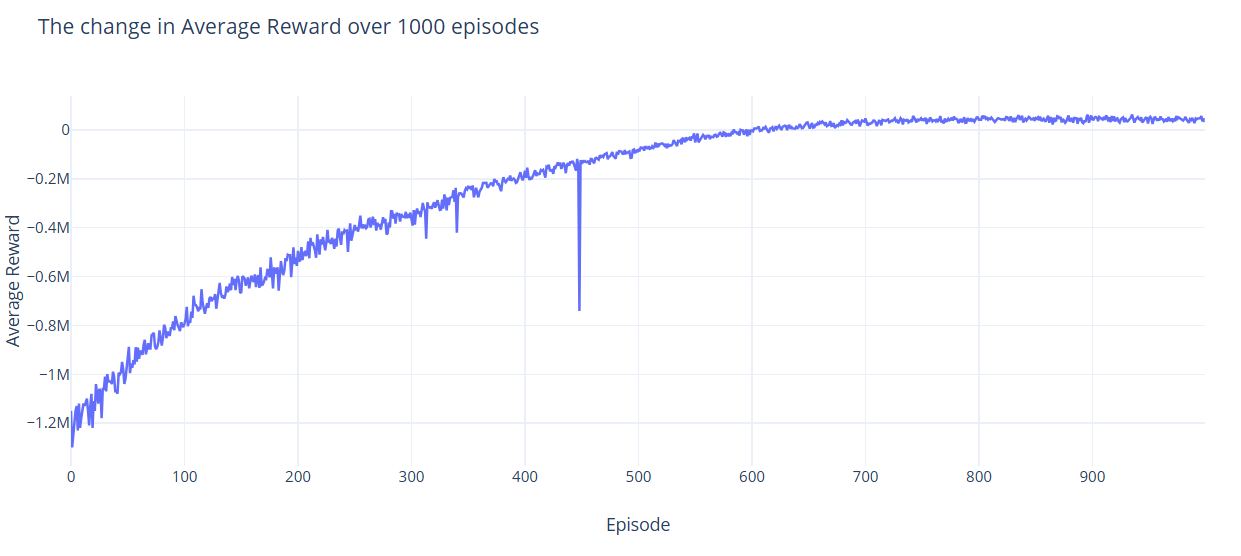 The change in Average Reward over 1000 episodes
Average Reward
0
−0.2M
−0.4M
−0.6M
−0.8M
−1M
−1.2M
0 100 200 300 400 500 600 700 800 900
Episode